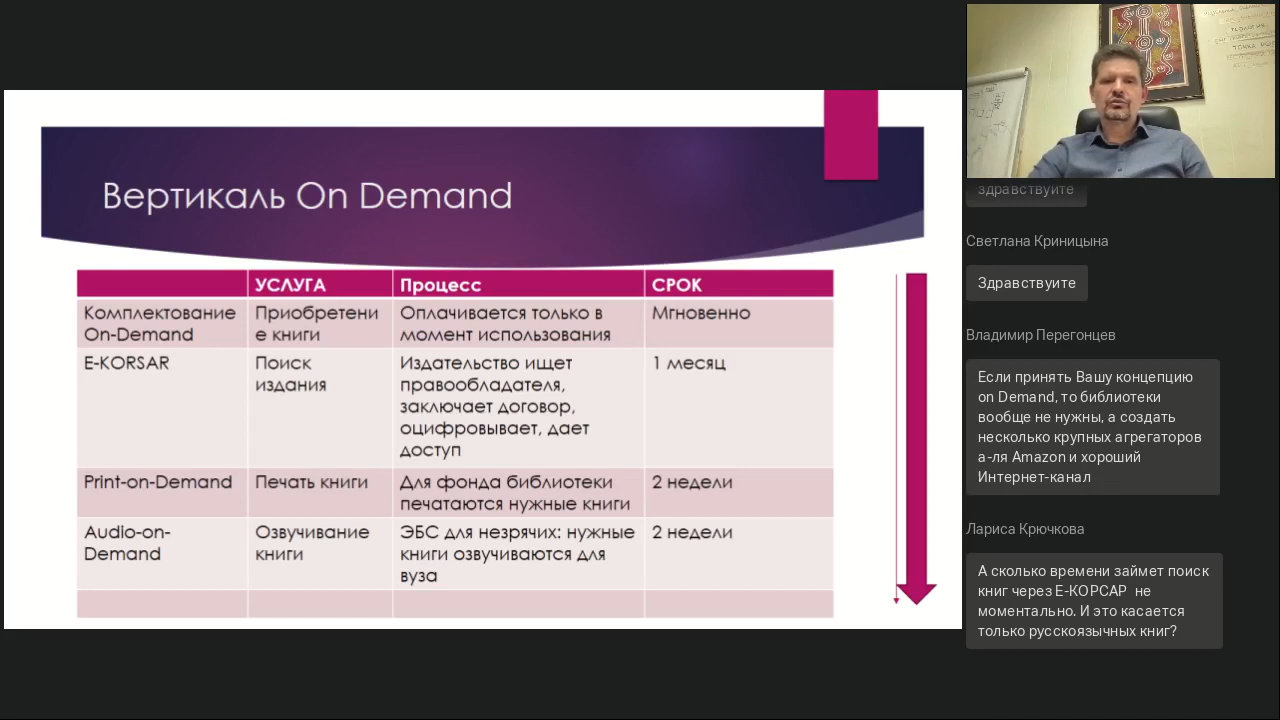 Вертикаль On Demand
УСЛУГА
Процесс
СРОК
Комплектование
On-Demand
Приобретени
е книги
Оплачивается только в
момент использования
Мгновенно
E-KORSAR
Поиск
издания
Издательство ищет
правообладателя,
заключает договор,
оцифровывает, дает
доступ
1 месяц
Print-on-Demand
Печать книги
Для фонда библиотеки
печатаются нужные книги
2 недели
Audio-on-
Demand
Озвучивание
книги
ЭБС для незрячих: нужные
книги озвучиваются для
вуза
2 недели
здравствуите
Светлана Криницына
Здравствуите
Владимир Перегонцев
Если принять Вашу концепцию
on Demand, то библиотеки
вообще не нужны, а создать
несколько крупных агрегаторов
а-ля Amazon и хороший
Интернет-канал
Лариса Крючкова
А сколько времени займет поиск
книг через Е-КОРСАР не
моментально. И это касается
только русскоязычных книг?